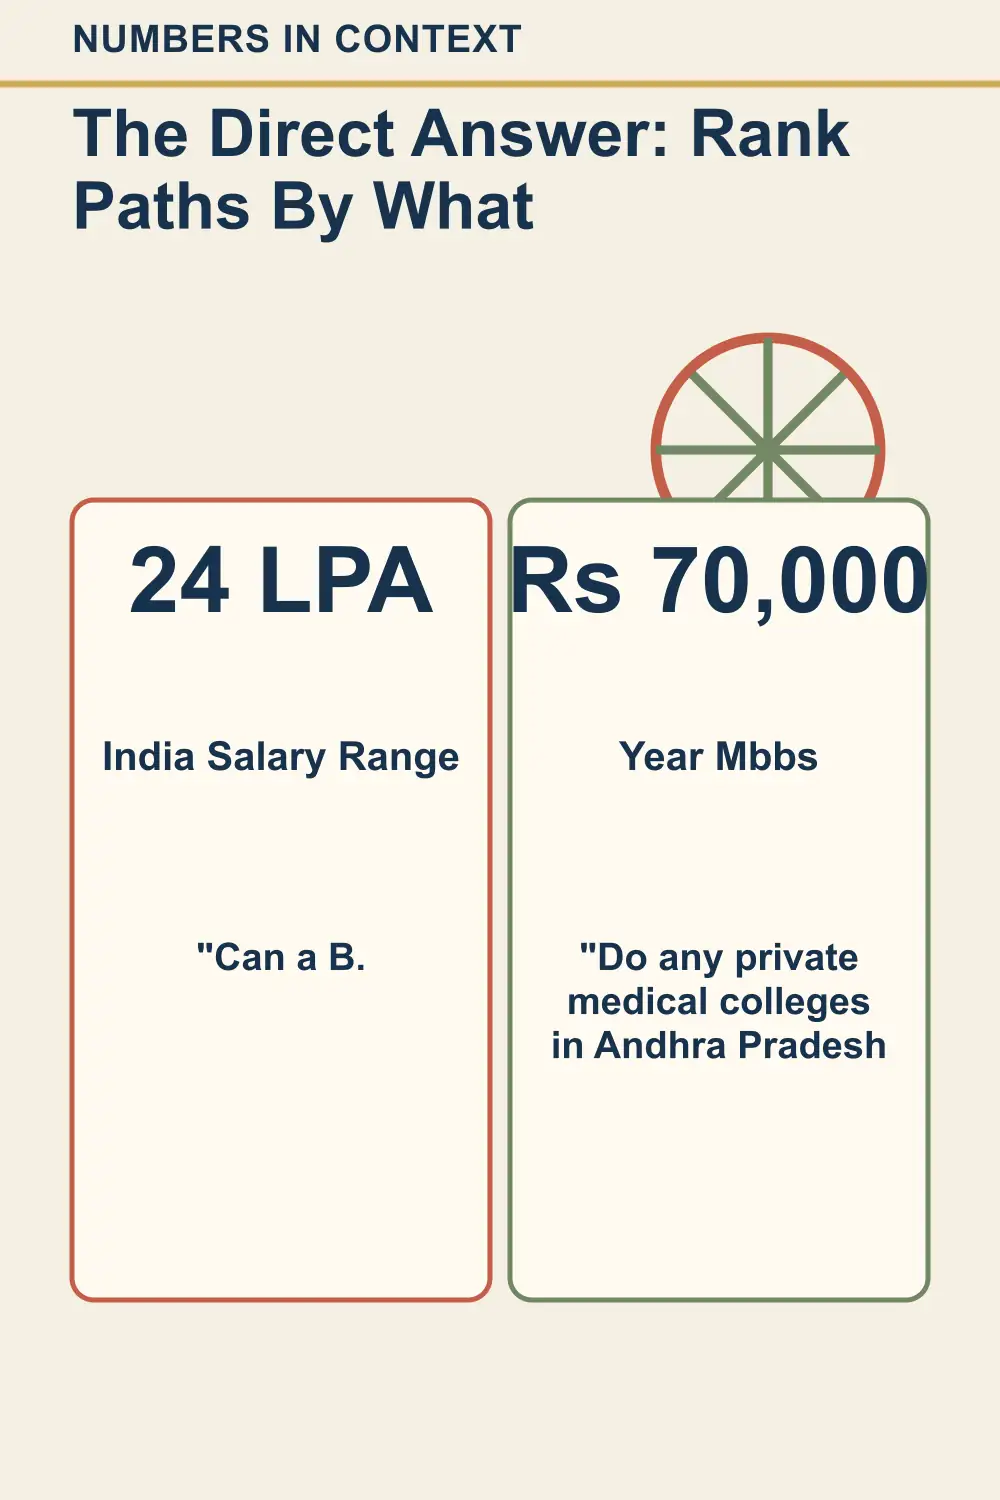 NUMBERS IN CONTEXT
The Direct Answer: Rank
Paths By What
24 LPA
India Salary Range
"Can a B.
Rs 70,000
Year Mbbs
"Do any private
medical colleges
in Andhra Pradesh